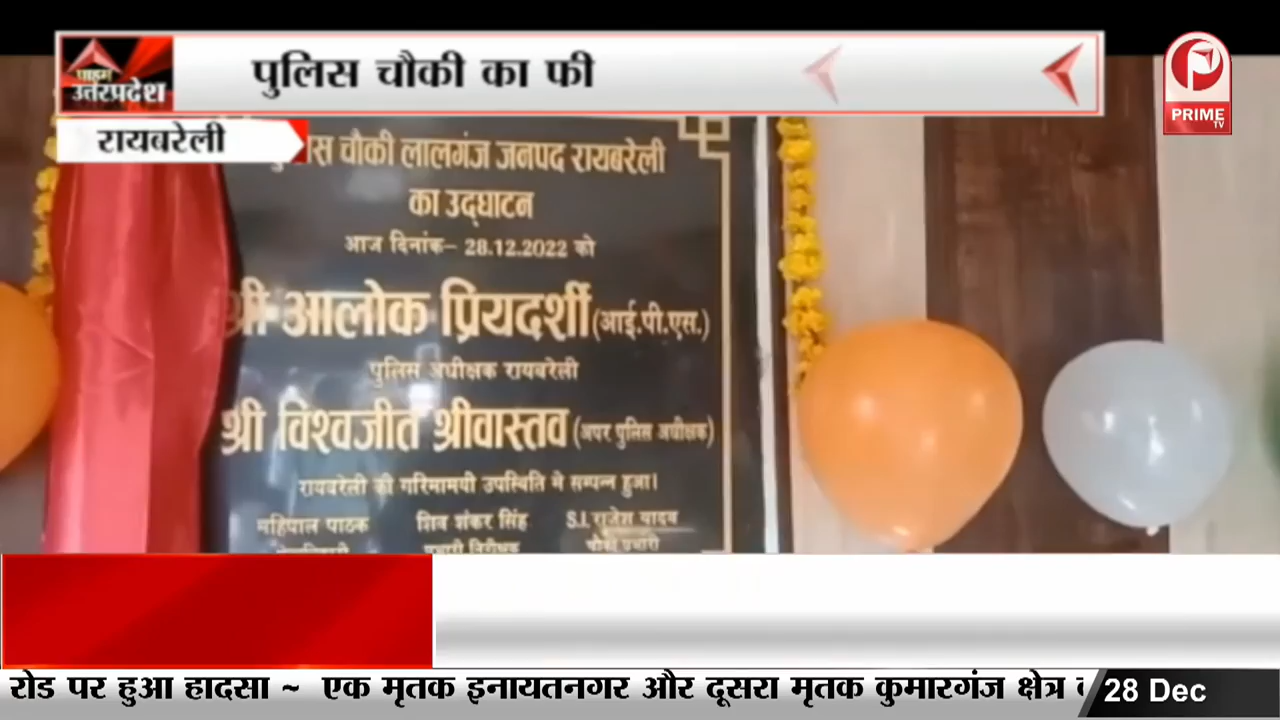 पुलिस चौकी का फी
प्राइम
उत्तरप्रदेश
PRIME
TV
रायबरेली
चौकी लालगंज जनपद रायबरेली
का उद्घाटन
आज दिनांक– 28.12.2022 को
श्री आलोक प्रियदर्शी (आई.पी.एस.)
पुलिस अधीक्षक रायबरेली
श्री विश्वजीत श्रीवास्तव (अपर पुलिस अधीक्षक)
रायबरेली की गरिमामयी उपस्थिति मे सम्पन्न हुआ।
महिपाल पाठक शिव शंकर सिंह S.I. राजेश यादव
रोड पर हुआ हादसा ~ एक मृतक इनायतनगर और दूसरा मृतक कुमारगंज क्षेत्र
28 Dec